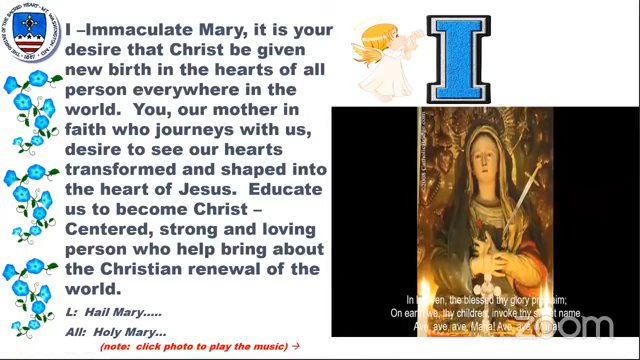 I –Immaculate Mary, it is your
desire that Christ be given
new birth in the hearts of all
person everywhere in the
world. You, our mother in
faith who journeys with us,
desire to see our hearts
transformed and shaped into
the heart of Jesus. Educate
us to become Christ –
Centered, strong and loving
person who help bring about
the Christian renewal of the
world.
L: Hail Mary…..
All: Holy Mary…
(note: click photo to play the music) →
I
In heaven, the blessed thy glory proclaim;
On earth we, thy children, invoke thy sweet name.
Ave, ave, ave, Maria! Ave, ave, Maria!
zoom